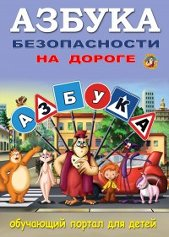 АЗБУКА
БЕЗОПАСНОСТИ
НА ДОРОГЕ
АЗБУКА
обучающий портал для детей